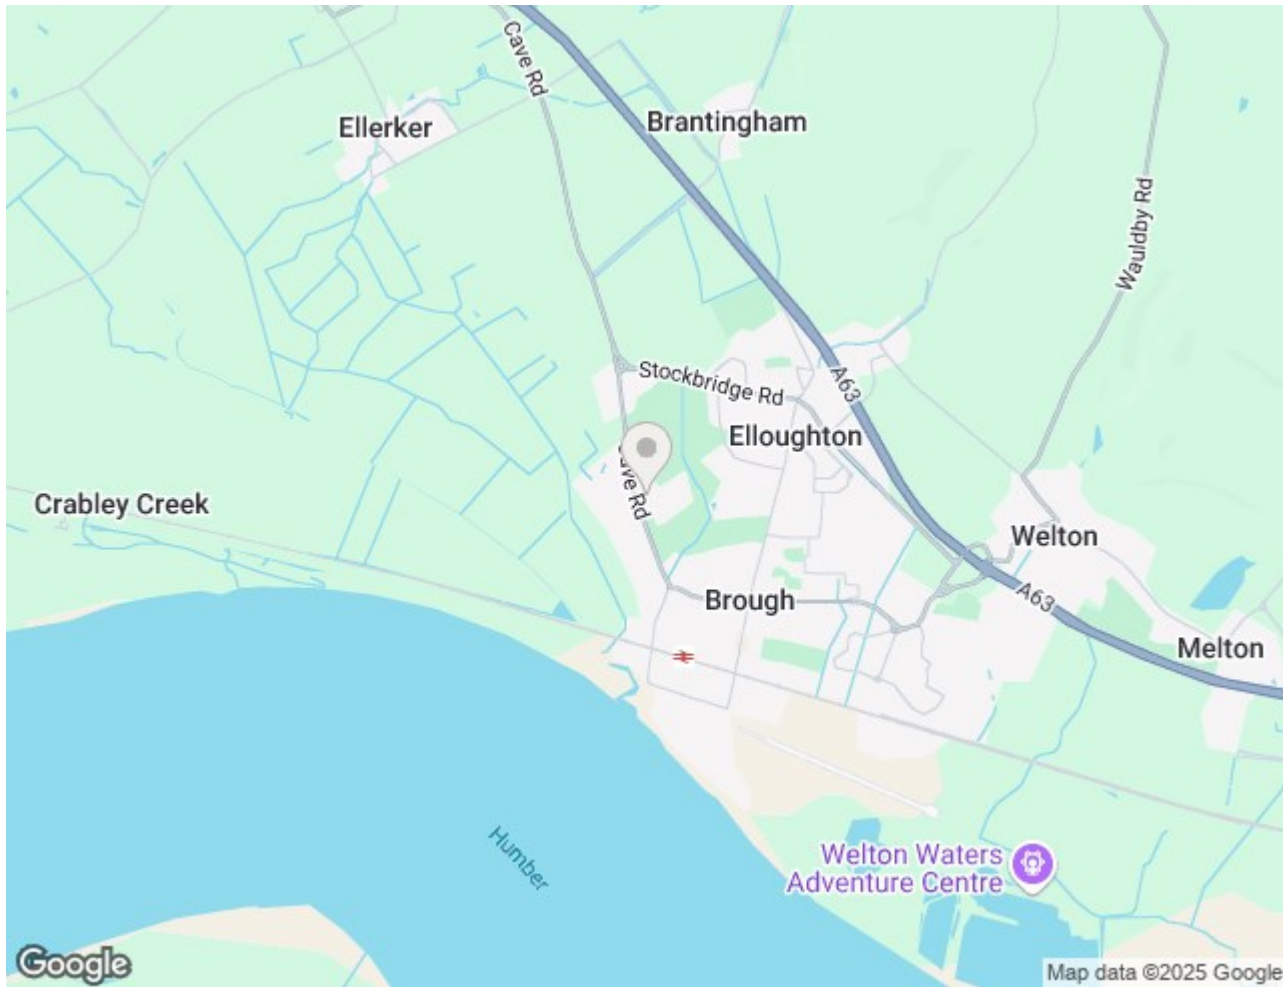 Cave Rd
Ellerker
Brantingham
Wauldby Rd
Stockbridge Rd
A63
Elloughton
Cave Rd
Crabley Creek
Welton
A63
Brough
Melton
Humber
Welton Waters
Adventure Centre
Google
Map data ©2025 Google